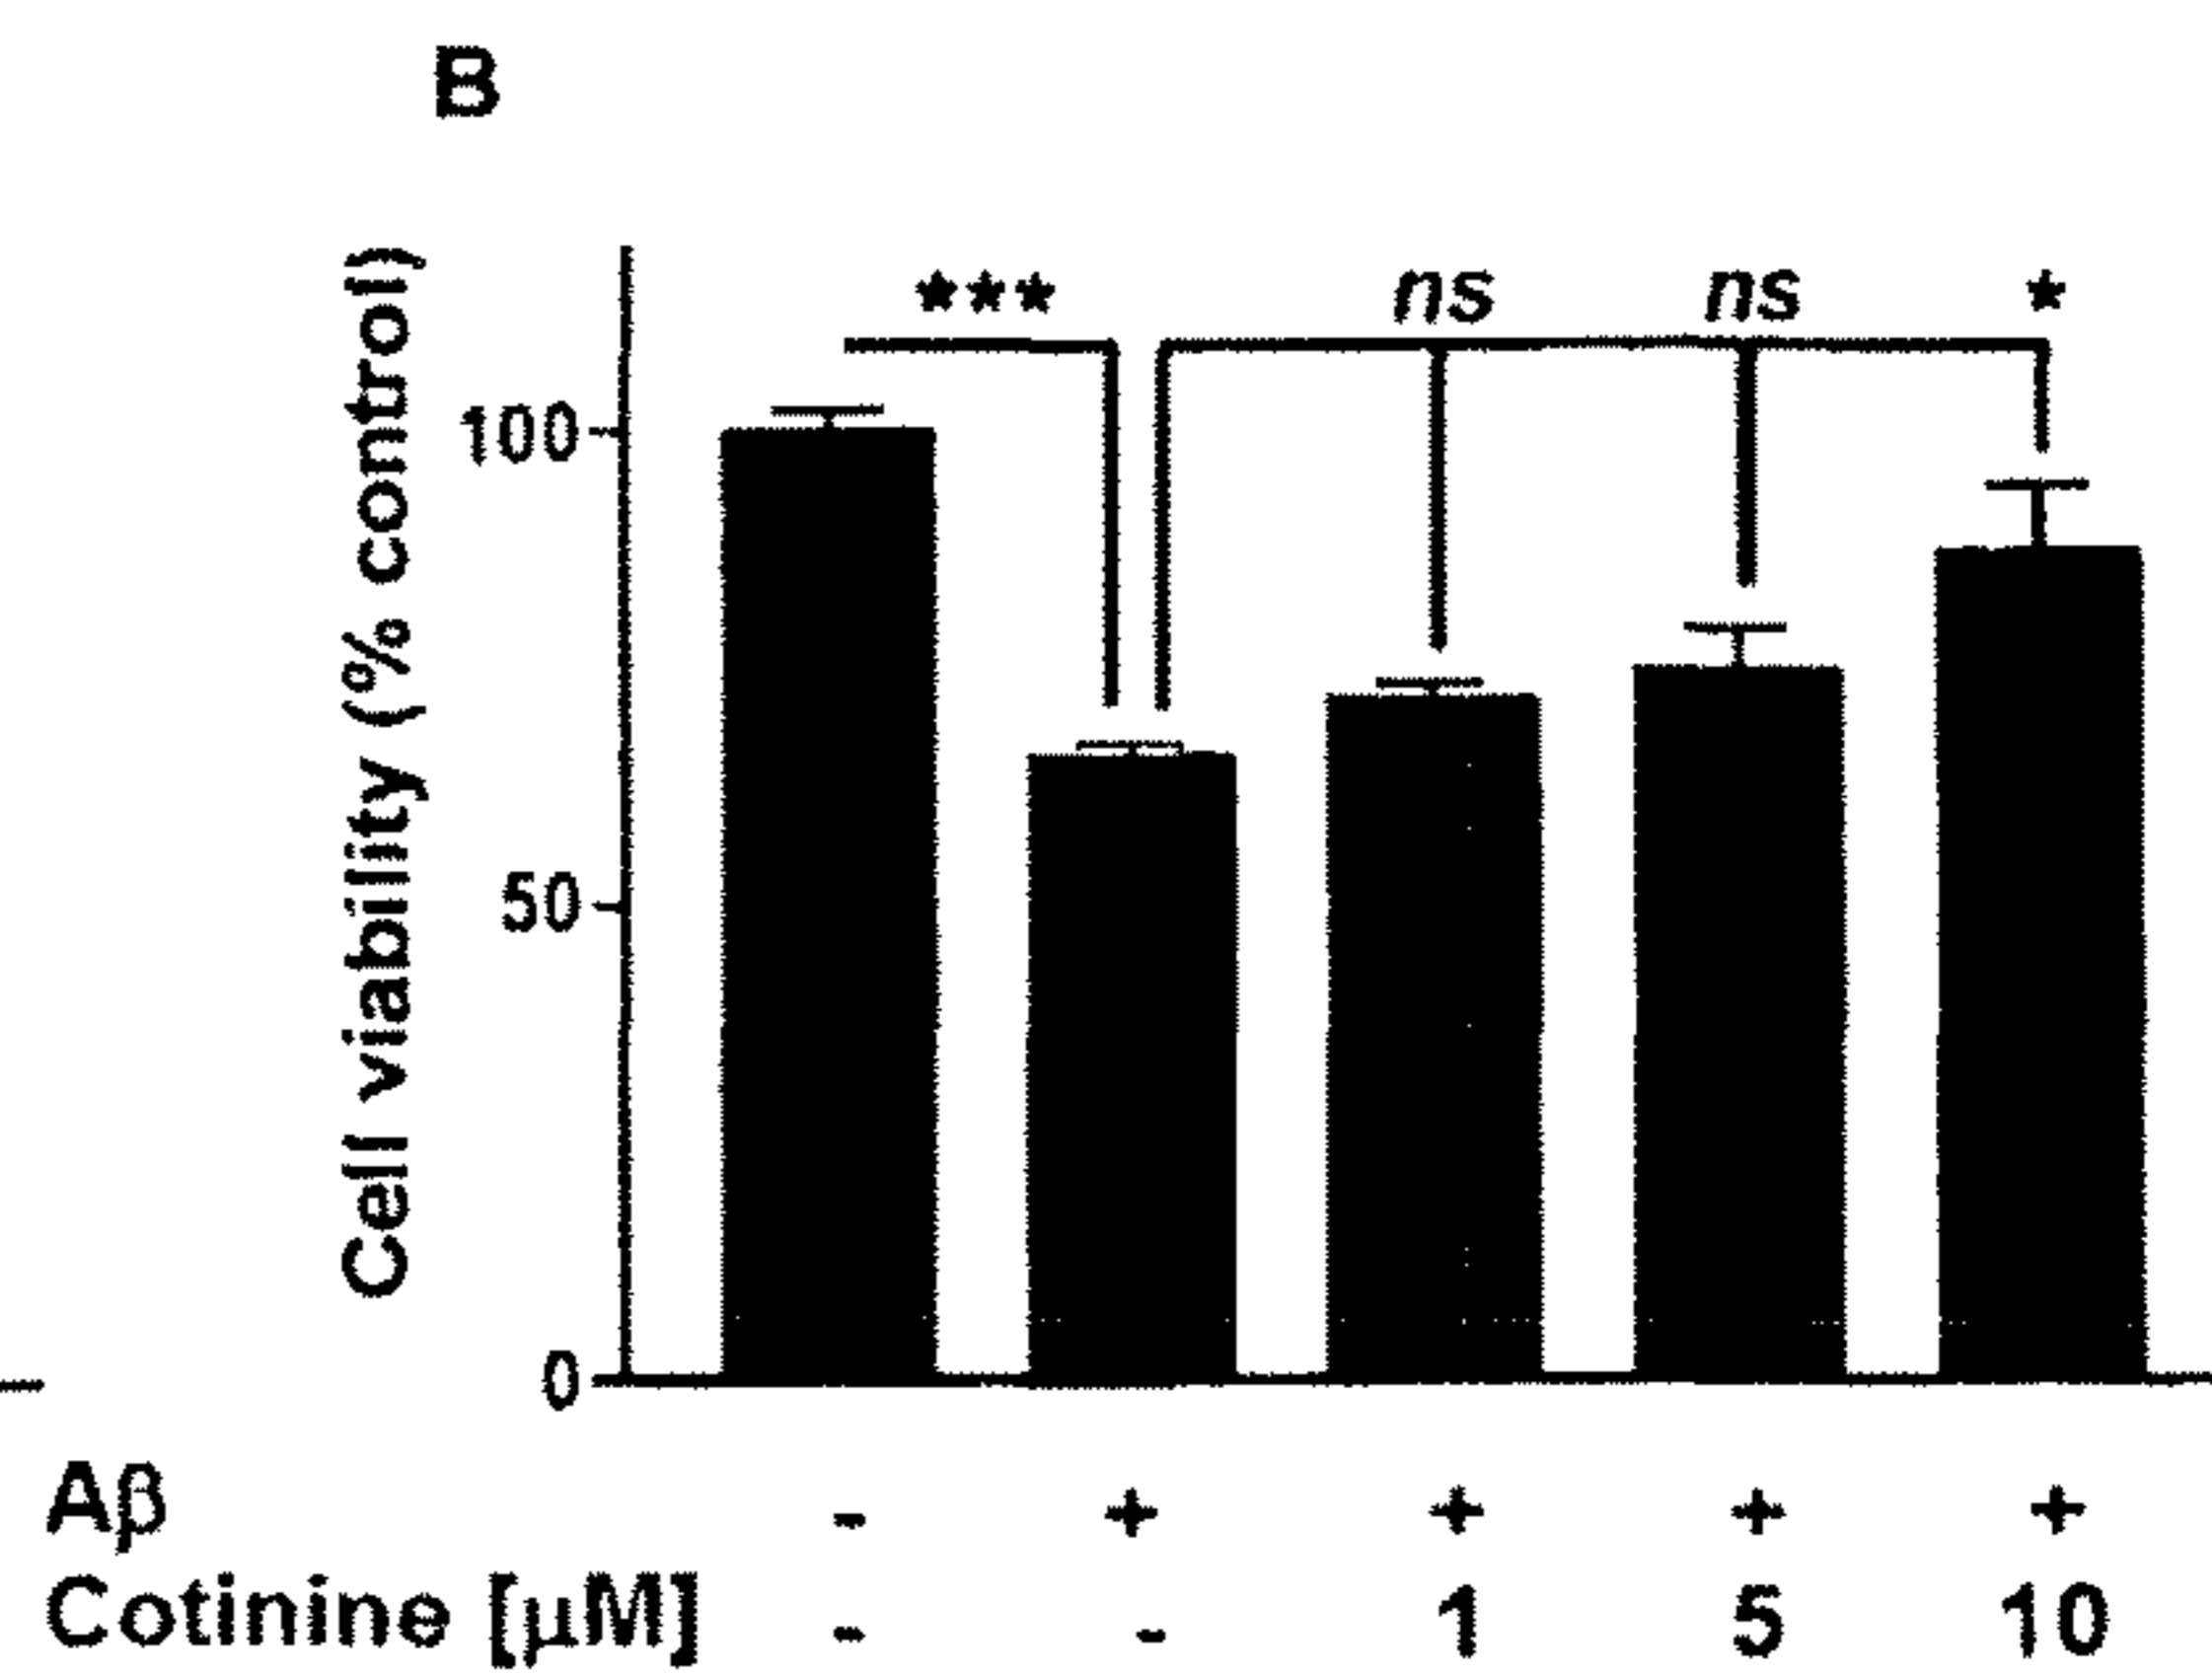 B
Cell viability (% control)
*** ns ns *
100
50
0
Aβ - + + + +
Cotinine [µM] - - 1 5 10